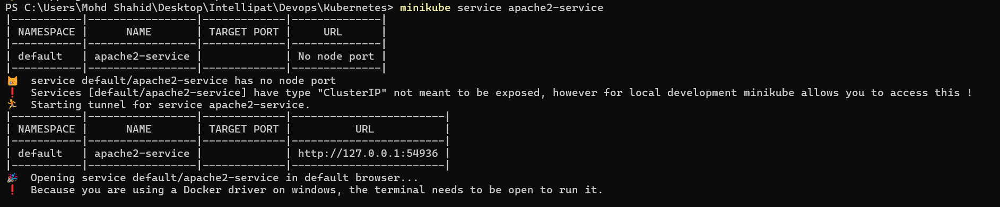 PS C:\Users\Mohd Shahid\Desktop\Intellipat\Devops\Kubernetes> minikube service apache2-service
|-----------|-----------------|-------------|--------------|
| NAMESPACE |      NAME       | TARGET PORT |     URL      |
|-----------|-----------------|-------------|--------------|
| default   | apache2-service |             | No node port |
|-----------|-----------------|-------------|--------------|
😿  service default/apache2-service has no node port
❗  Services [default/apache2-service] have type "ClusterIP" not meant to be exposed, however for local development minikube allows you to access this !
🏃  Starting tunnel for service apache2-service.
|-----------|-----------------|-------------|------------------------|
| NAMESPACE |      NAME       | TARGET PORT |          URL           |
|-----------|-----------------|-------------|------------------------|
| default   | apache2-service |             | http://127.0.0.1:54936 |
|-----------|-----------------|-------------|------------------------|
🎉  Opening service default/apache2-service in default browser...
❗  Because you are using a Docker driver on windows, the terminal needs to be open to run it.